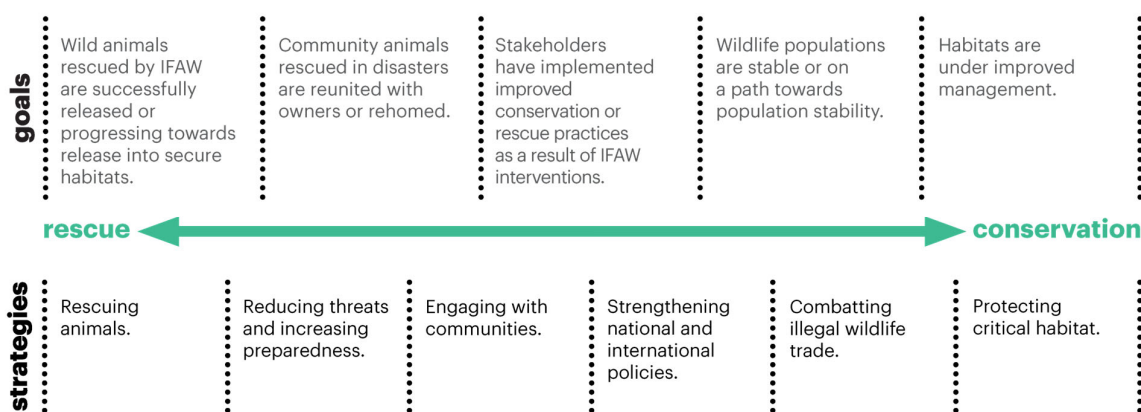 goals
Wild animals
rescued by IFAW
are successfully
released or
progressing towards
release into secure
habitats.
Community animals
rescued in disasters
are reunited with
owners or rehomed.
Stakeholders
have implemented
improved
conservation or
rescue practices
as a result of IFAW
interventions.
Wildlife populations
are stable or on
a path towards
population stability.
Habitats are
under improved
management.
rescue
conservation
strategies
Rescuing
animals.
Reducing threats
and increasing
preparedness.
Engaging with
communities.
Strengthening
national and
international
policies.
Combatting
illegal wildlife
trade.
Protecting
critical habitat.